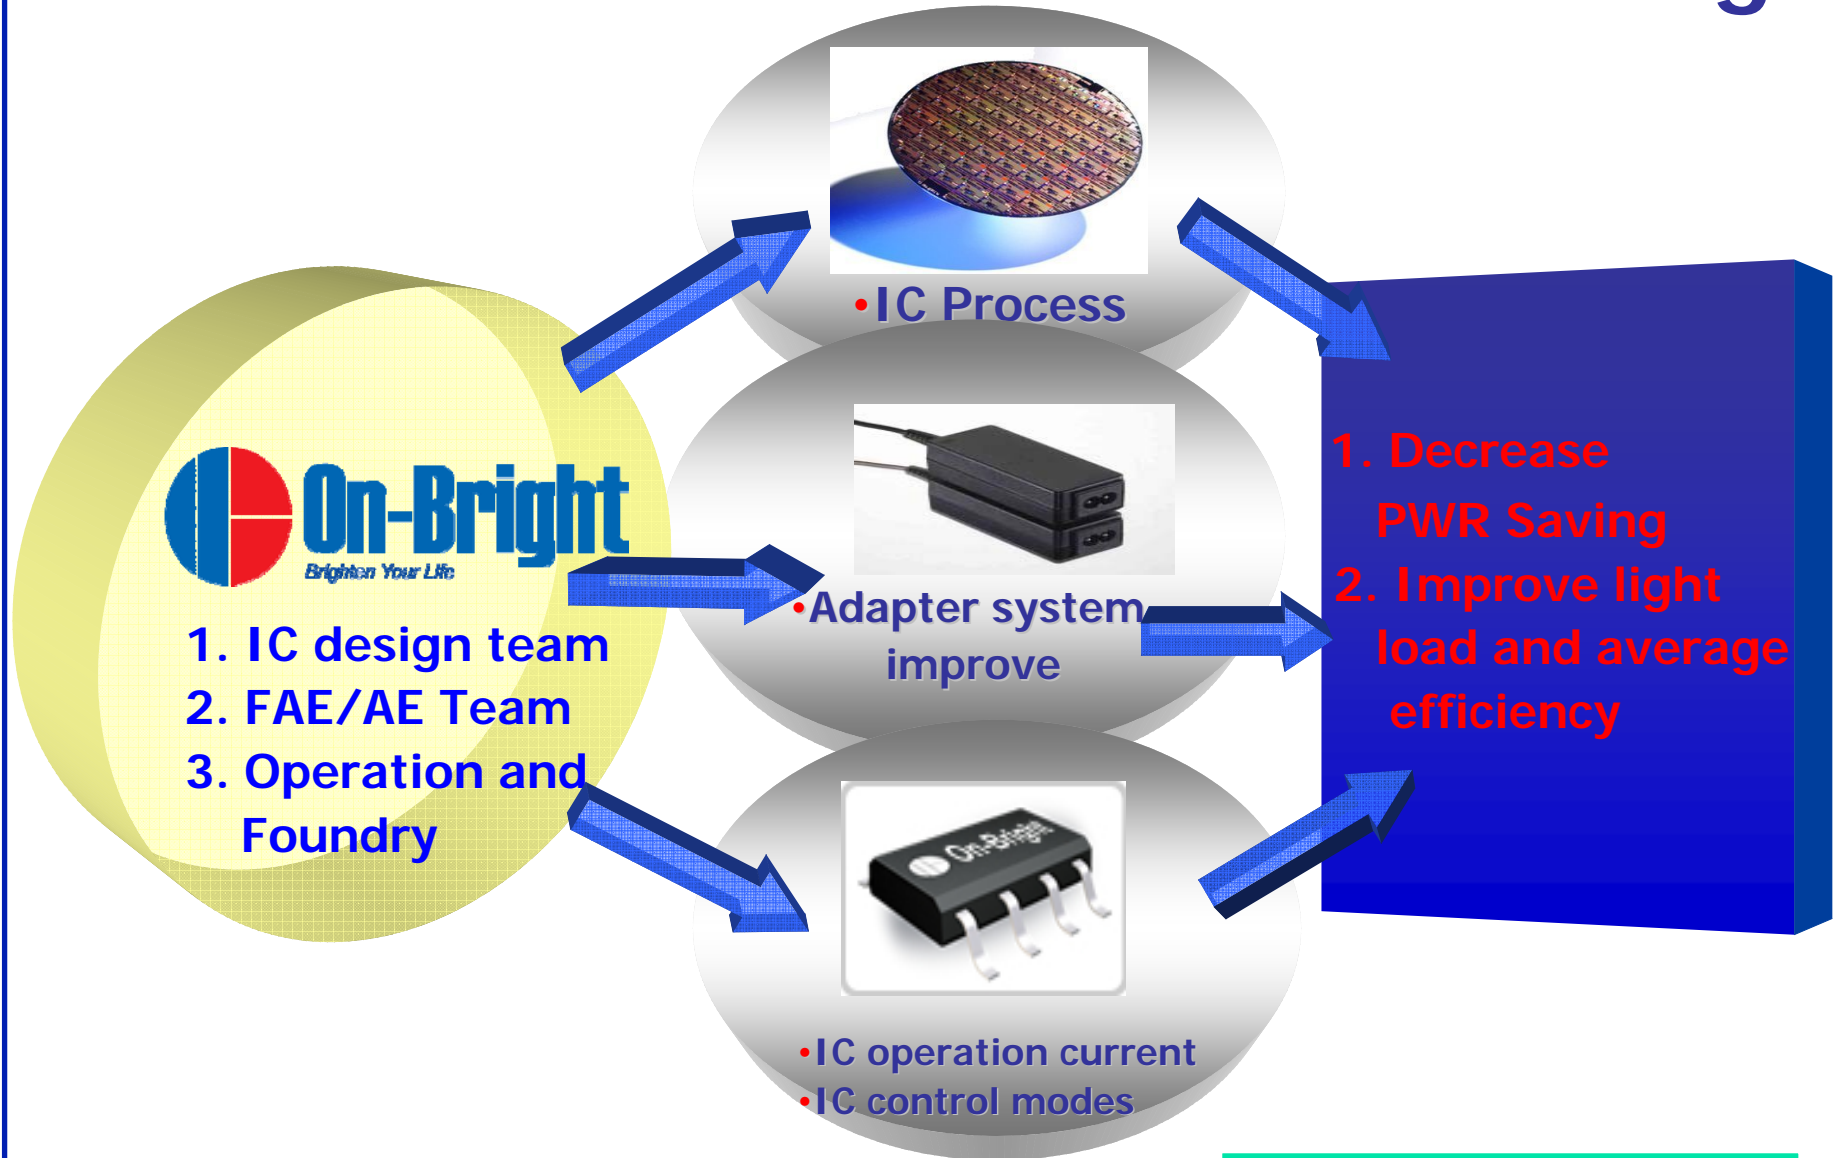 g
On-Bright
Brighten Your Life
1. IC design team
2. FAE/AE Team
3. Operation and
Foundry
•IC Process
•Adapter system
improve
On-Bright
•IC operation current
•IC control modes
1. Decrease
PWR Saving
2. Improve light
load and average
efficiency